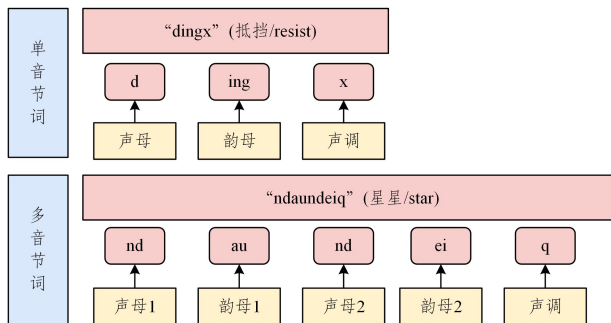 单音节词
“dingx” (抵挡/resist)
d ing x
声母 韵母 声调
多音节词
“ndaundeiq” (星星/star)
nd au nd ei q
声母1 韵母1 声母2 韵母2 声调